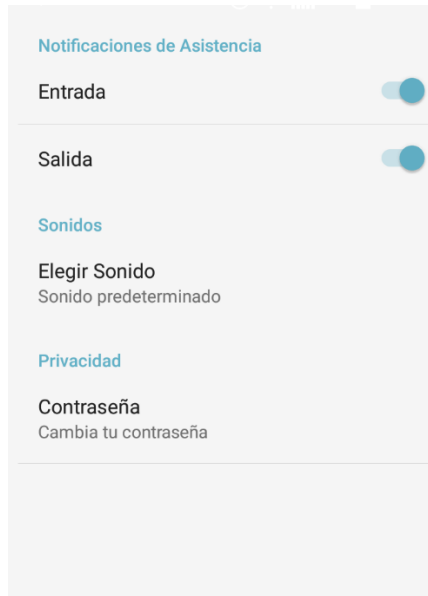 Notificaciones de Asistencia
Entrada
Salida
Sonidos
Elegir Sonido
Sonido predeterminado
Privacidad
Contraseña
Cambia tu contraseña